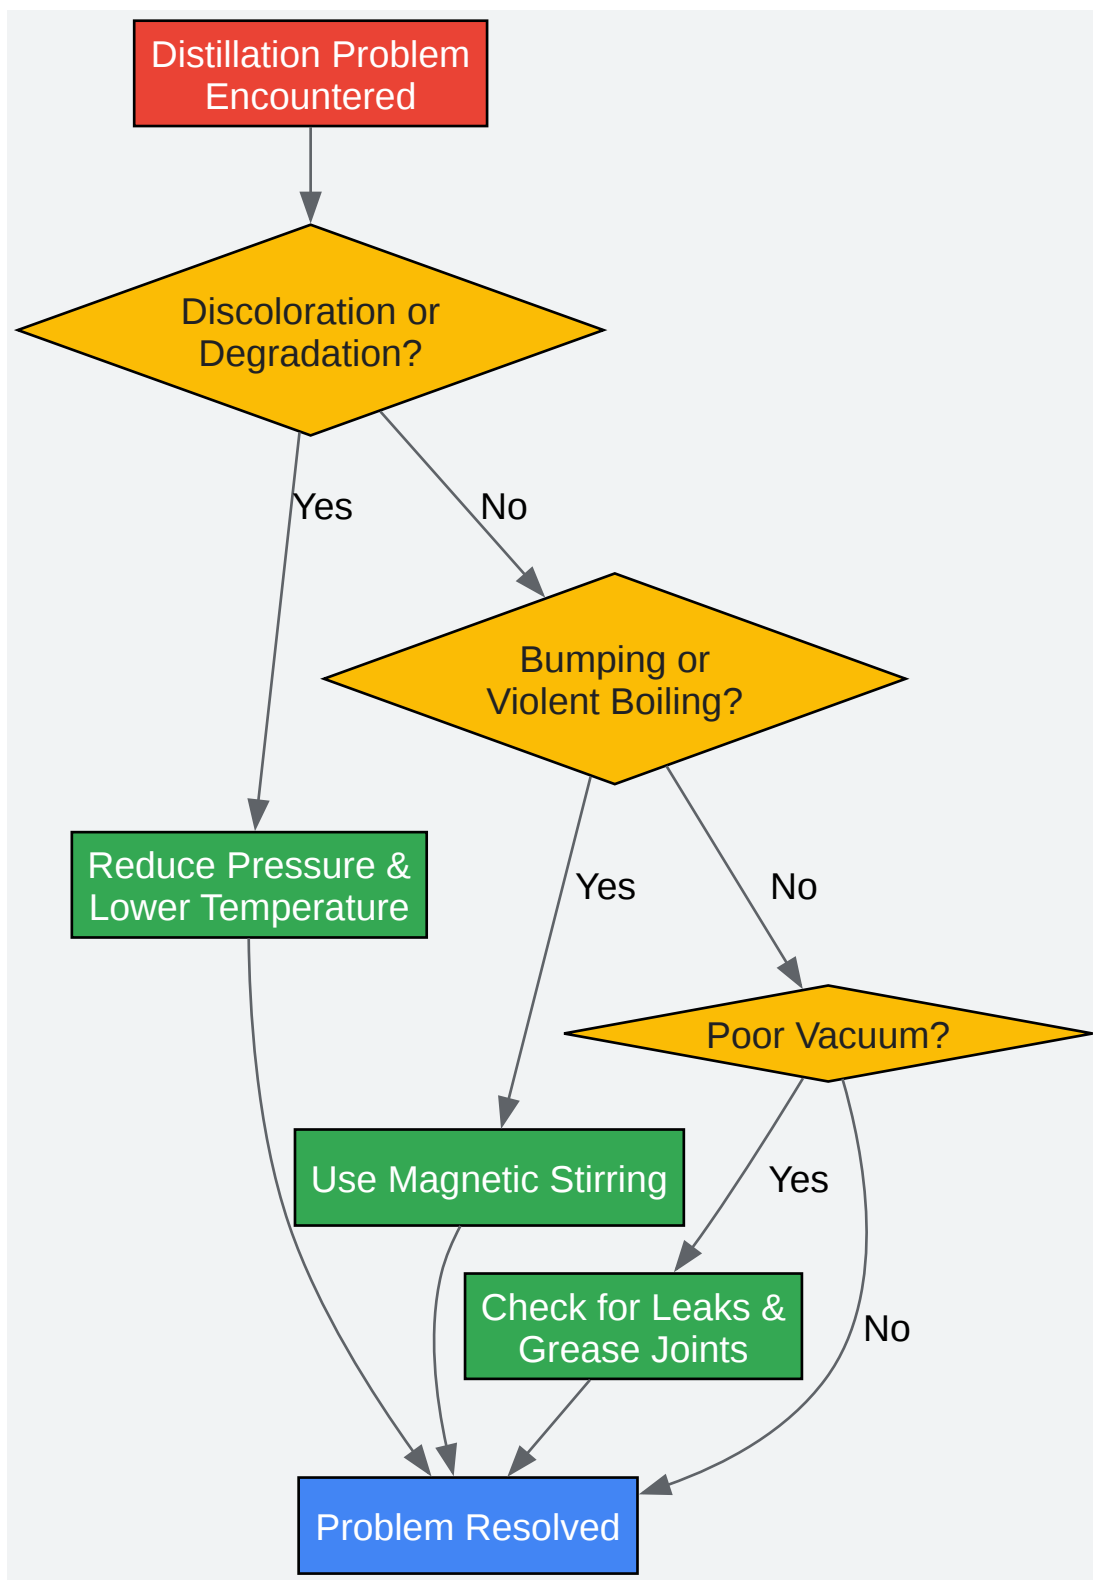 Distillation Problem
Encountered
Discoloration or
Degradation?
Yes
No
Bumping or
Violent Boiling?
Reduce Pressure &
Lower Temperature
Yes
No
Poor Vacuum?
Use Magnetic Stirring
Yes
Check for Leaks &
Grease Joints
No
Problem Resolved